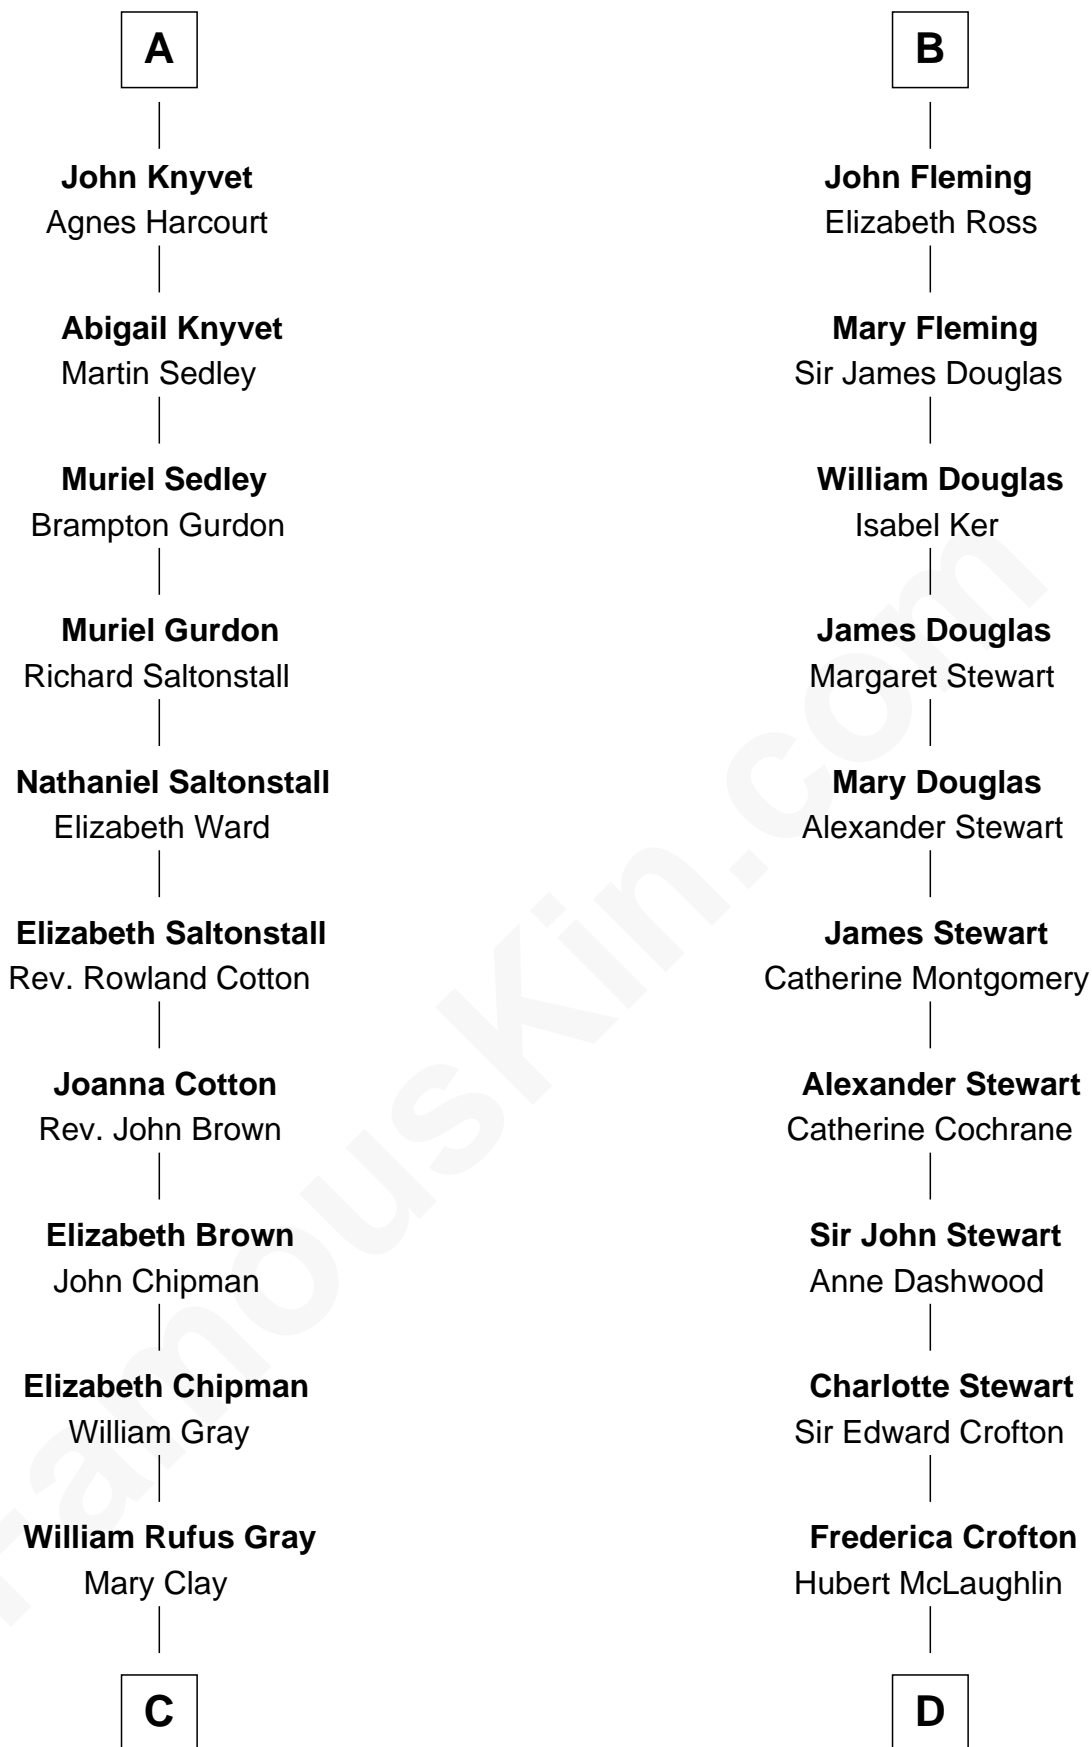 A
John Knyvet
Agnes Harcourt
Abigail Knyvet
Martin Sedley
Muriel Sedley
Brampton Gurdon
Muriel Gurdon
Richard Saltonstall
Nathaniel Saltonstall
Elizabeth Ward
Elizabeth Saltonstall
Rev. Rowland Cotton
Joanna Cotton
Rev. John Brown
Elizabeth Brown
John Chipman
Elizabeth Chipman
William Gray
William Rufus Gray
Mary Clay
C
B
John Fleming
Elizabeth Ross
Mary Fleming
Sir James Douglas
William Douglas
Isabel Ker
James Douglas
Margaret Stewart
Mary Douglas
Alexander Stewart
James Stewart
Catherine Montgomery
Alexander Stewart
Catherine Cochrane
Sir John Stewart
Anne Dashwood
Charlotte Stewart
Sir Edward Crofton
Frederica Crofton
Hubert McLaughlin
D
FamousKin.com